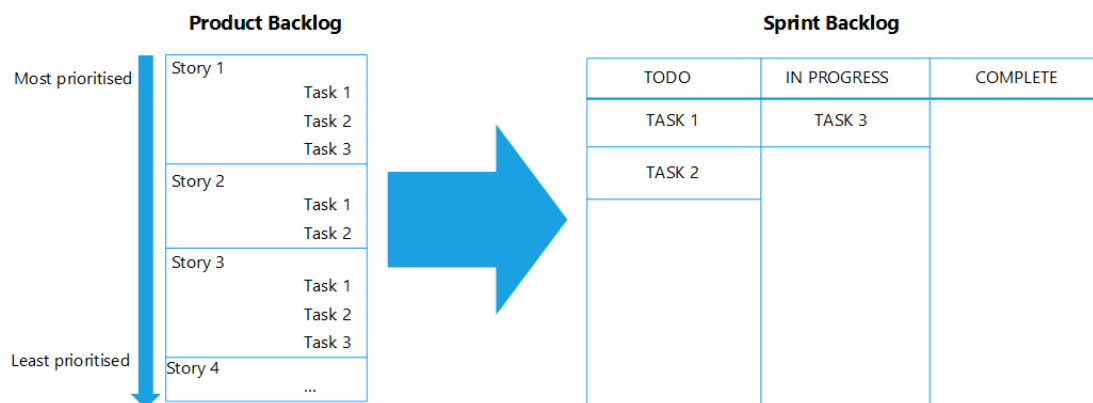 Product Backlog
Most prioritised
Story 1
Task 1
Task 2
Task 3
Story 2
Task 1
Task 2
Story 3
Task 1
Task 2
Task 3
Least prioritised
Story 4
...
Sprint Backlog
TODO IN PROGRESS COMPLETE
TASK 1 TASK 3
TASK 2